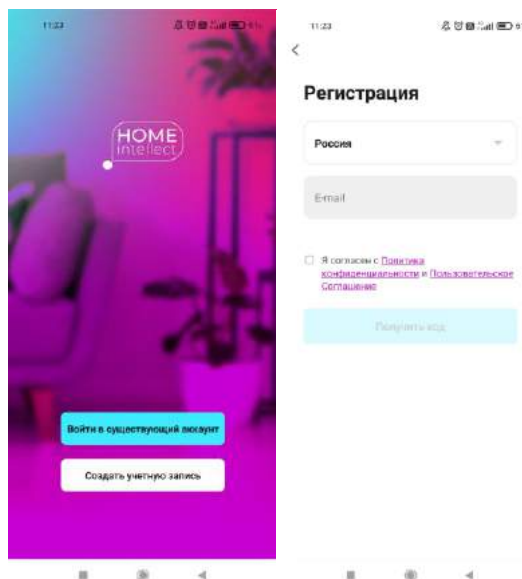 11:23
HOME
intellect
Войти в существующий аккаунт
Создать учетную запись
11:23
Регистрация
Россия
E-mail
Я согласен с Политика
конфиденциальности и Пользовательское
Соглашение
Получить код